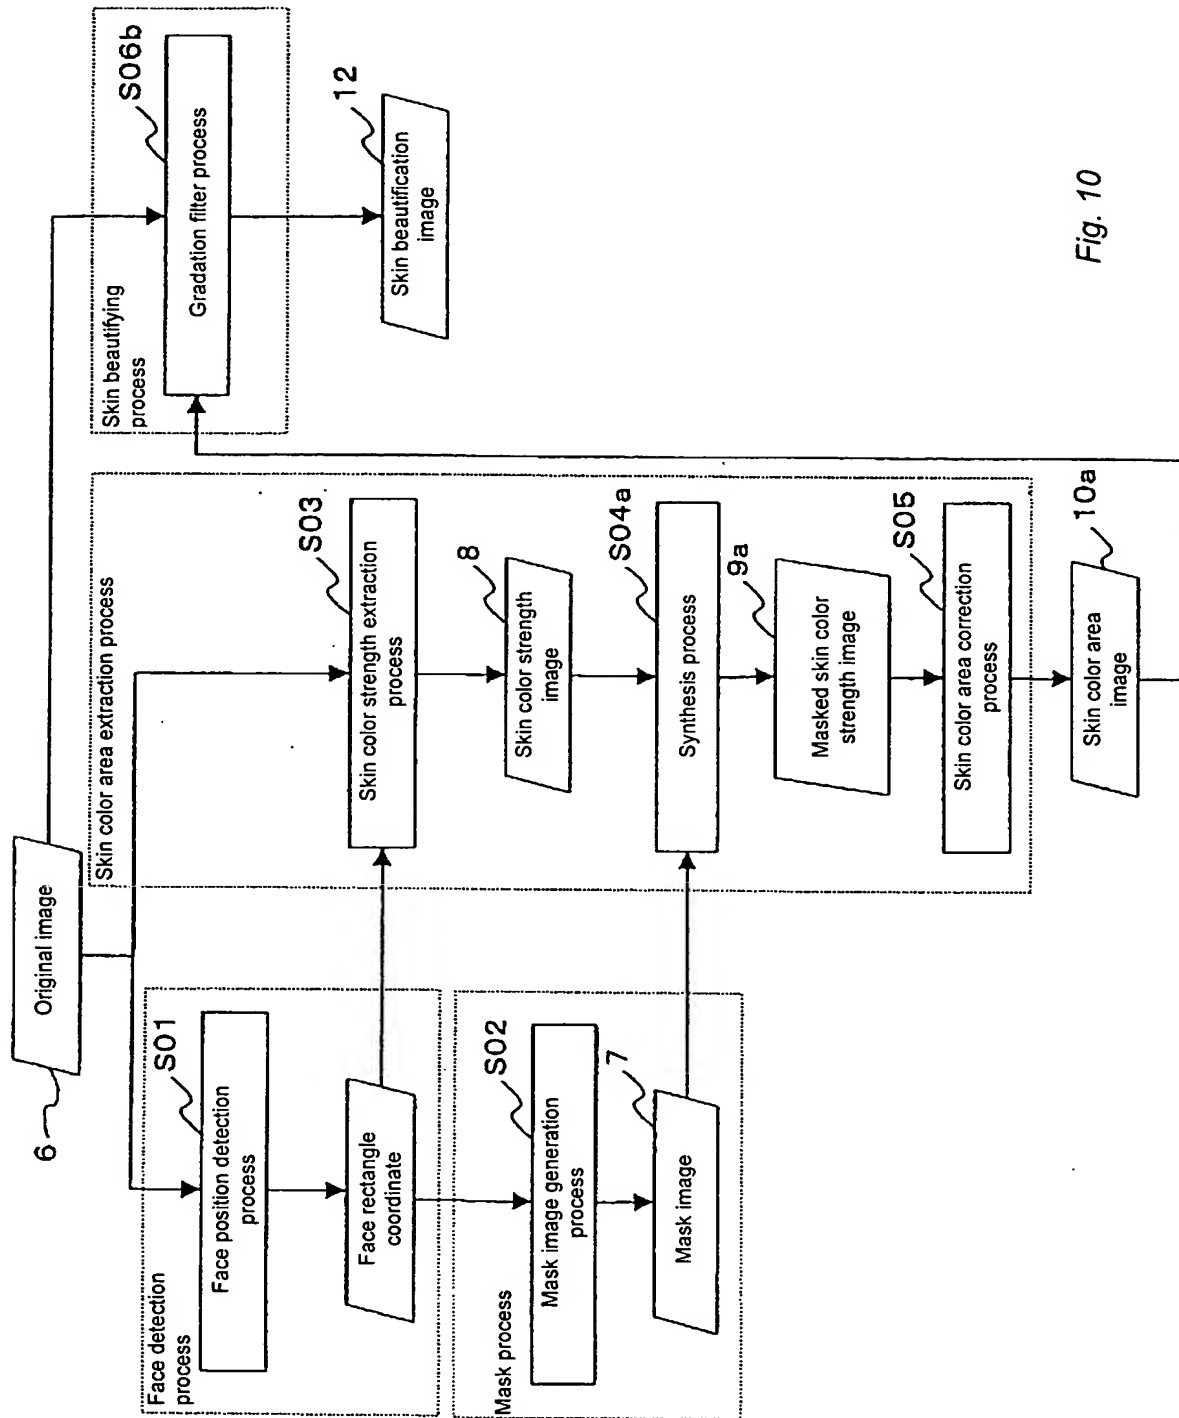 6
Original image
Face detection
process
S01
Face position detection
process
Face rectangle
coordinate
Mask process
S02
Mask image generation
process
7
Mask image
Skin color area extraction process
S03
Skin color strength extraction
process
8
Skin color strength
image
S04a
Synthesis process
9a
Masked skin color
strength image
S05
Skin color area correction
process
10a
Skin color area
image
Skin beautifying
process
S06b
Gradation filter process
12
Skin beautification
image
Fig. 10